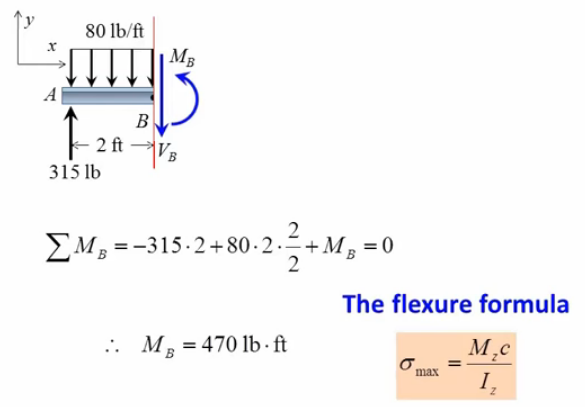 y
80 lb/ft
x
M_B
A
B
2 ft
V_B
315 lb
∑ M_B = −315 · 2 + 80 · 2 · 2/2 + M_B = 0
The flexure formula
∴ M_B = 470 lb · ft
σ_max = M_z c / I_z